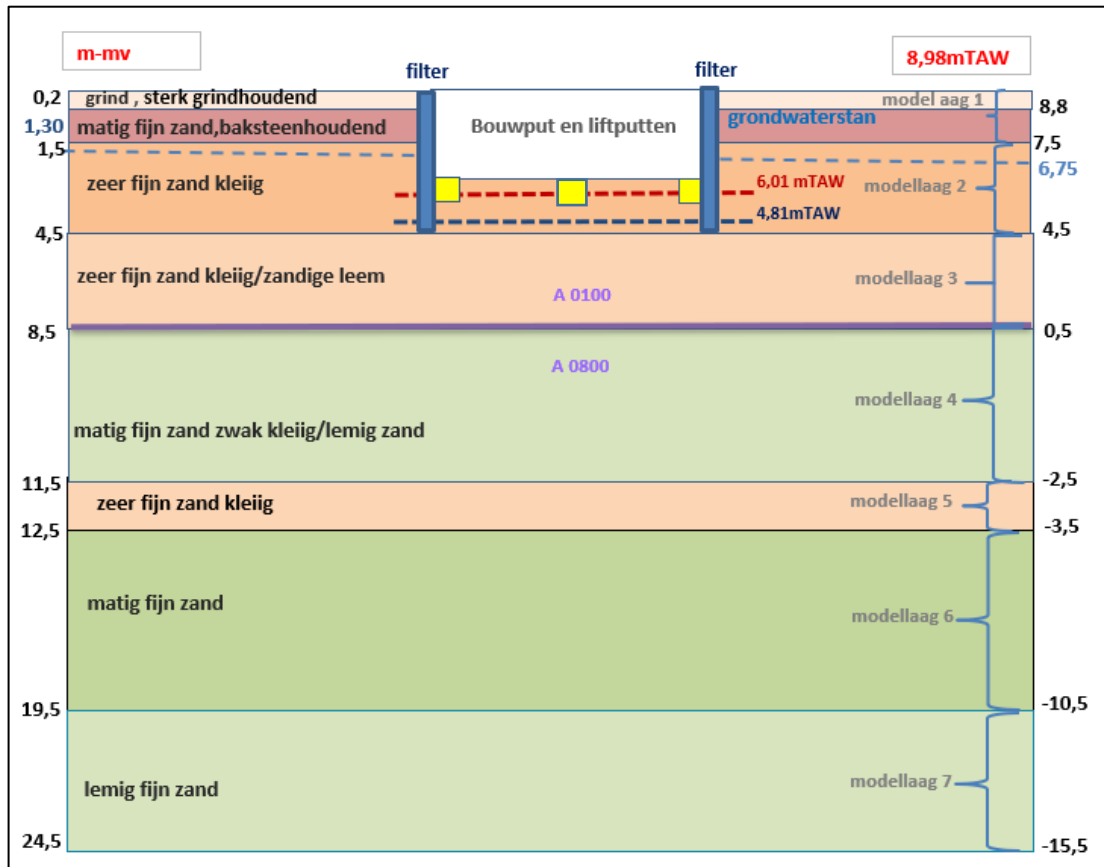 m-mv
8,98mTAW
filter
filter
0,2
grind , sterk grindhoudend
model aag 1
8,8
1,30
matig fijn zand,baksteenhoudend
Bouwput en liftputten
grondwaterstan
1,5
7,5
6,75
zeer fijn zand kleiig
6,01 mTAW
modellaag 2
4,81mTAW
4,5
4,5
zeer fijn zand kleiig/zandige leem
modellaag 3
A 0100
8,5
0,5
A 0800
modellaag 4
matig fijn zand zwak kleiig/lemig zand
11,5
-2,5
zeer fijn zand kleiig
modellaag 5
12,5
-3,5
matig fijn zand
modellaag 6
19,5
-10,5
lemig fijn zand
modellaag 7
24,5
-15,5